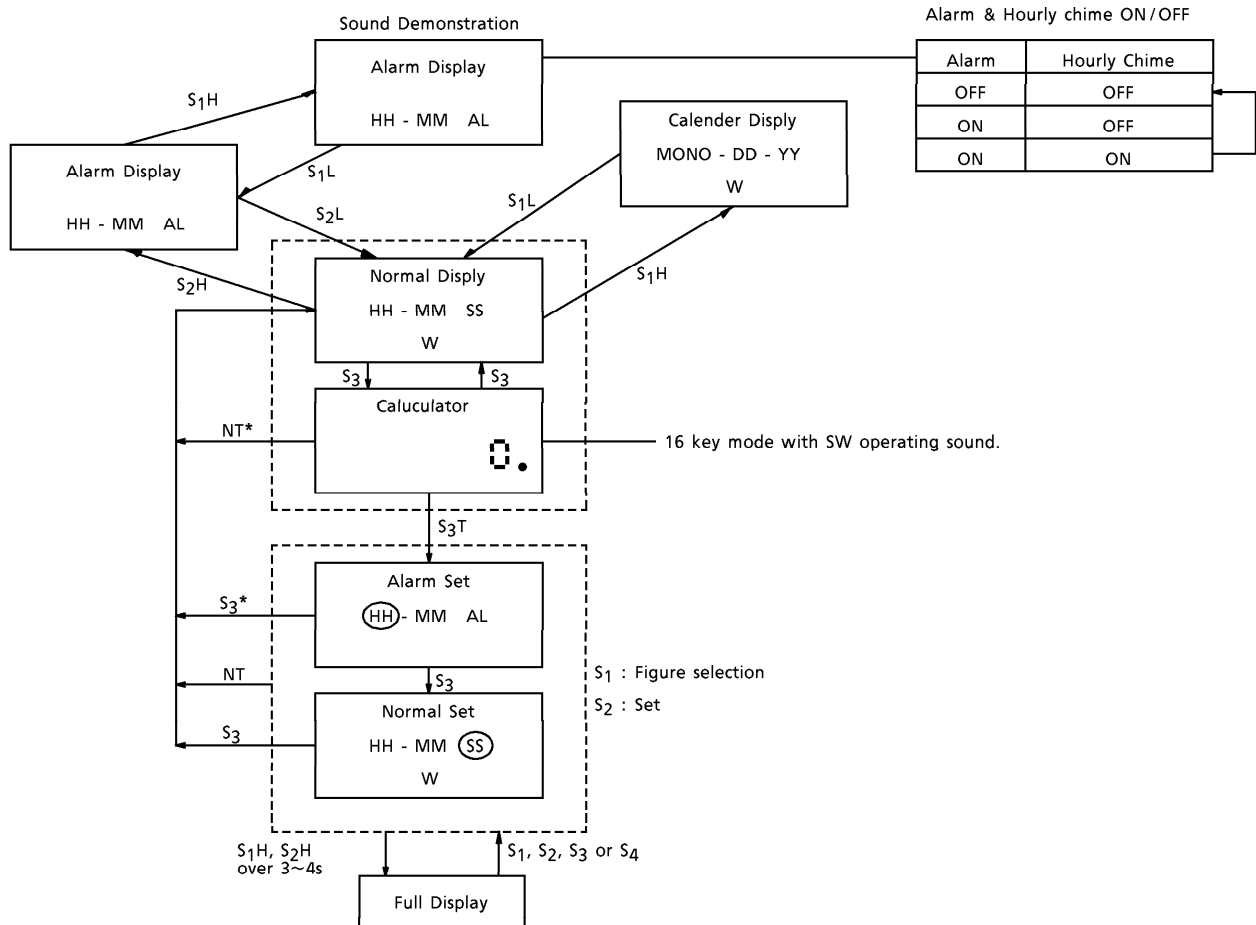 Sound Demonstration
Alarm Display
HH - MM AL
Alarm & Hourly chime ON/OFF
Alarm Hourly Chime
OFF OFF
ON OFF
ON ON
S1H
Alarm Display
HH - MM AL
S1L
S2L
S2H
Calender Disply
MONO - DD - YY
W
S1L
S1H
Normal Disply
HH - MM SS
W
S3 S3
Caluculator
0.
NT*
16 key mode with SW operating sound.
S3T
Alarm Set
HH - MM AL
S3*
S3
NT
S1 : Figure selection
S2 : Set
Normal Set
HH - MM SS
W
S3
S1H, S2H
over 3~4s
S1, S2, S3 or S4
Full Display